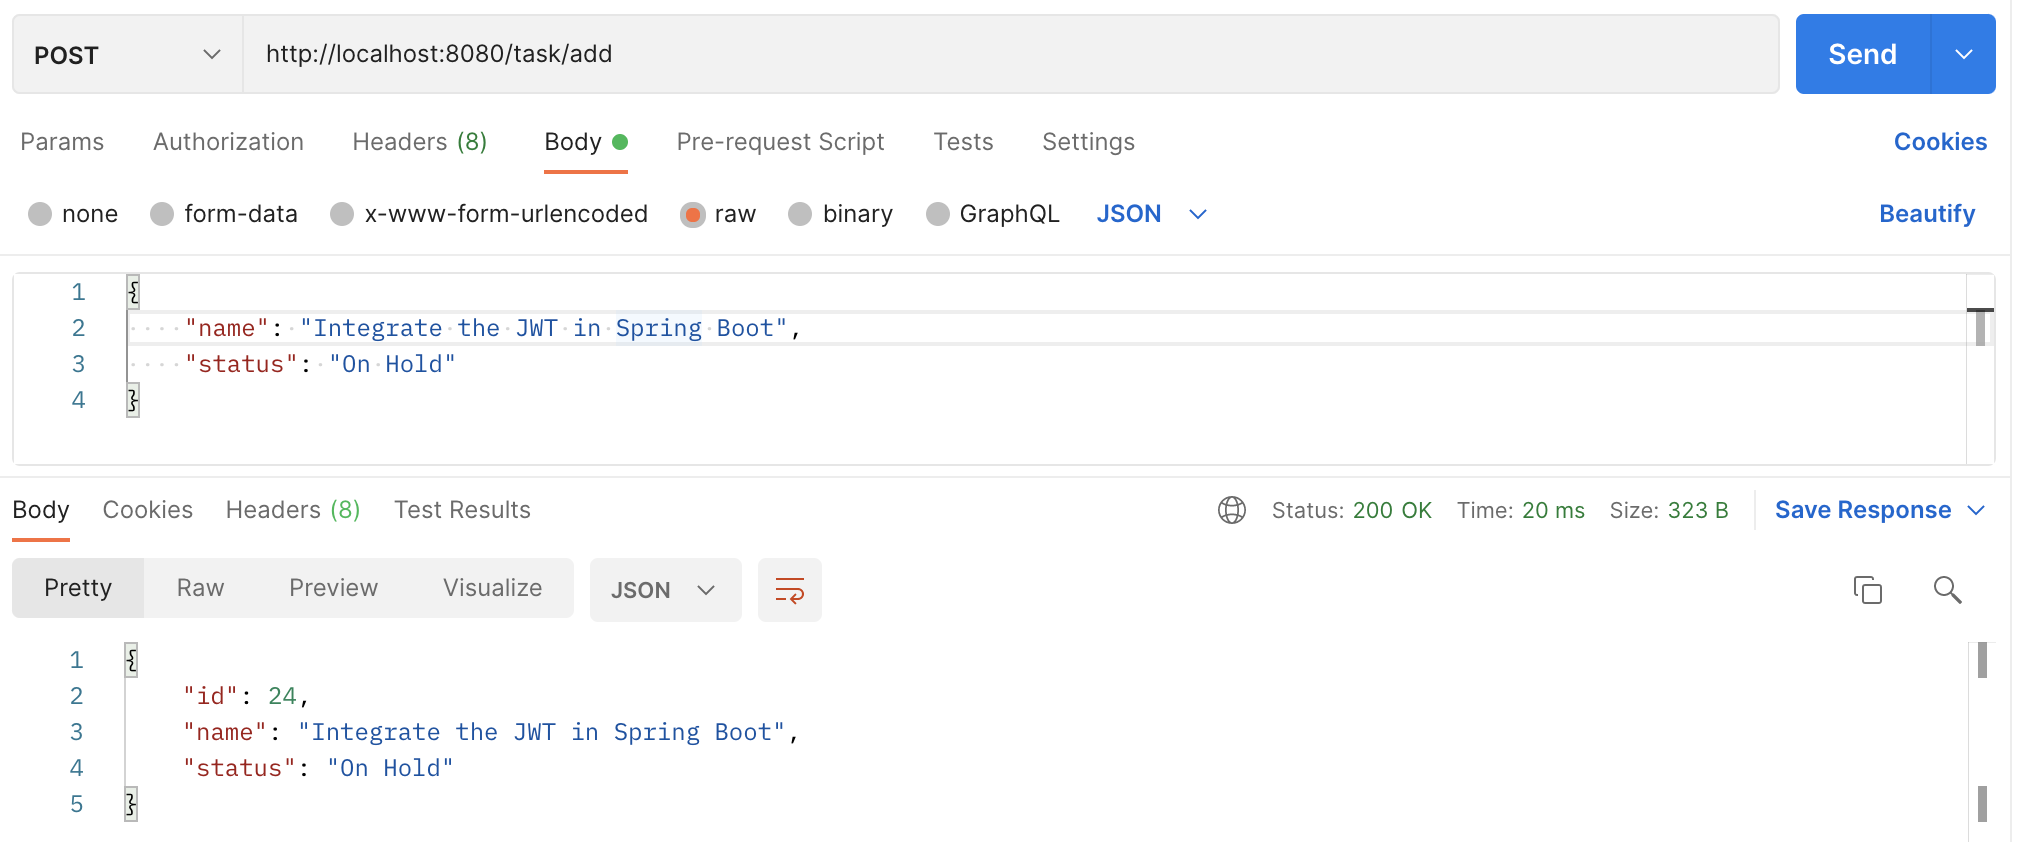 POST http://localhost:8080/task/add Send
Params Authorization Headers (8) Body Pre-request Script Tests Settings Cookies
none form-data x-www-form-urlencoded raw binary GraphQL JSON Beautify
1 {
2 "name": "Integrate the JWT in Spring Boot",
3 "status": "On Hold"
4 }
Body Cookies Headers (8) Test Results Status: 200 OK Time: 20 ms Size: 323 B Save Response
Pretty Raw Preview Visualize JSON
1 {
2 "id": 24,
3 "name": "Integrate the JWT in Spring Boot",
4 "status": "On Hold"
5 }